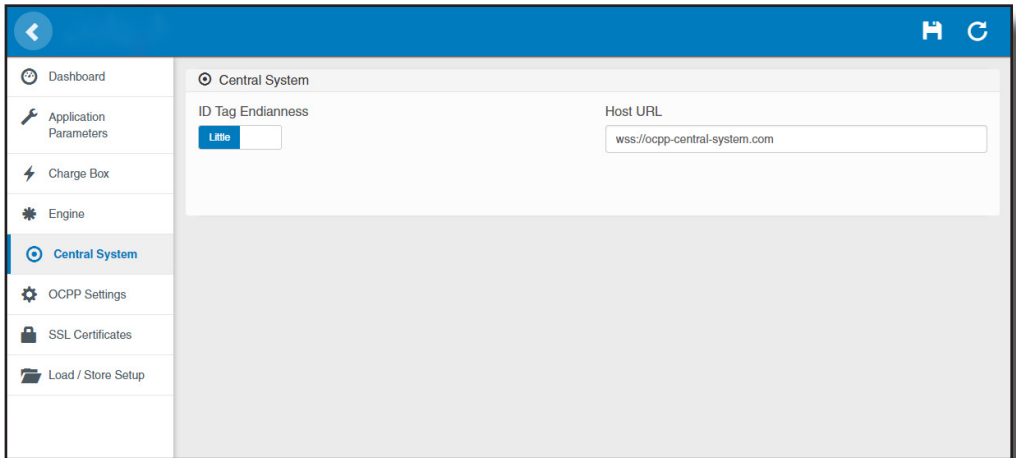 Dashboard
Application
Parameters
Charge Box
Engine
Central System
OCPP Settings
SSL Certificates
Load / Store Setup
Central System
ID Tag Endianness
Little
Host URL
wss://ocpp-central-system.com